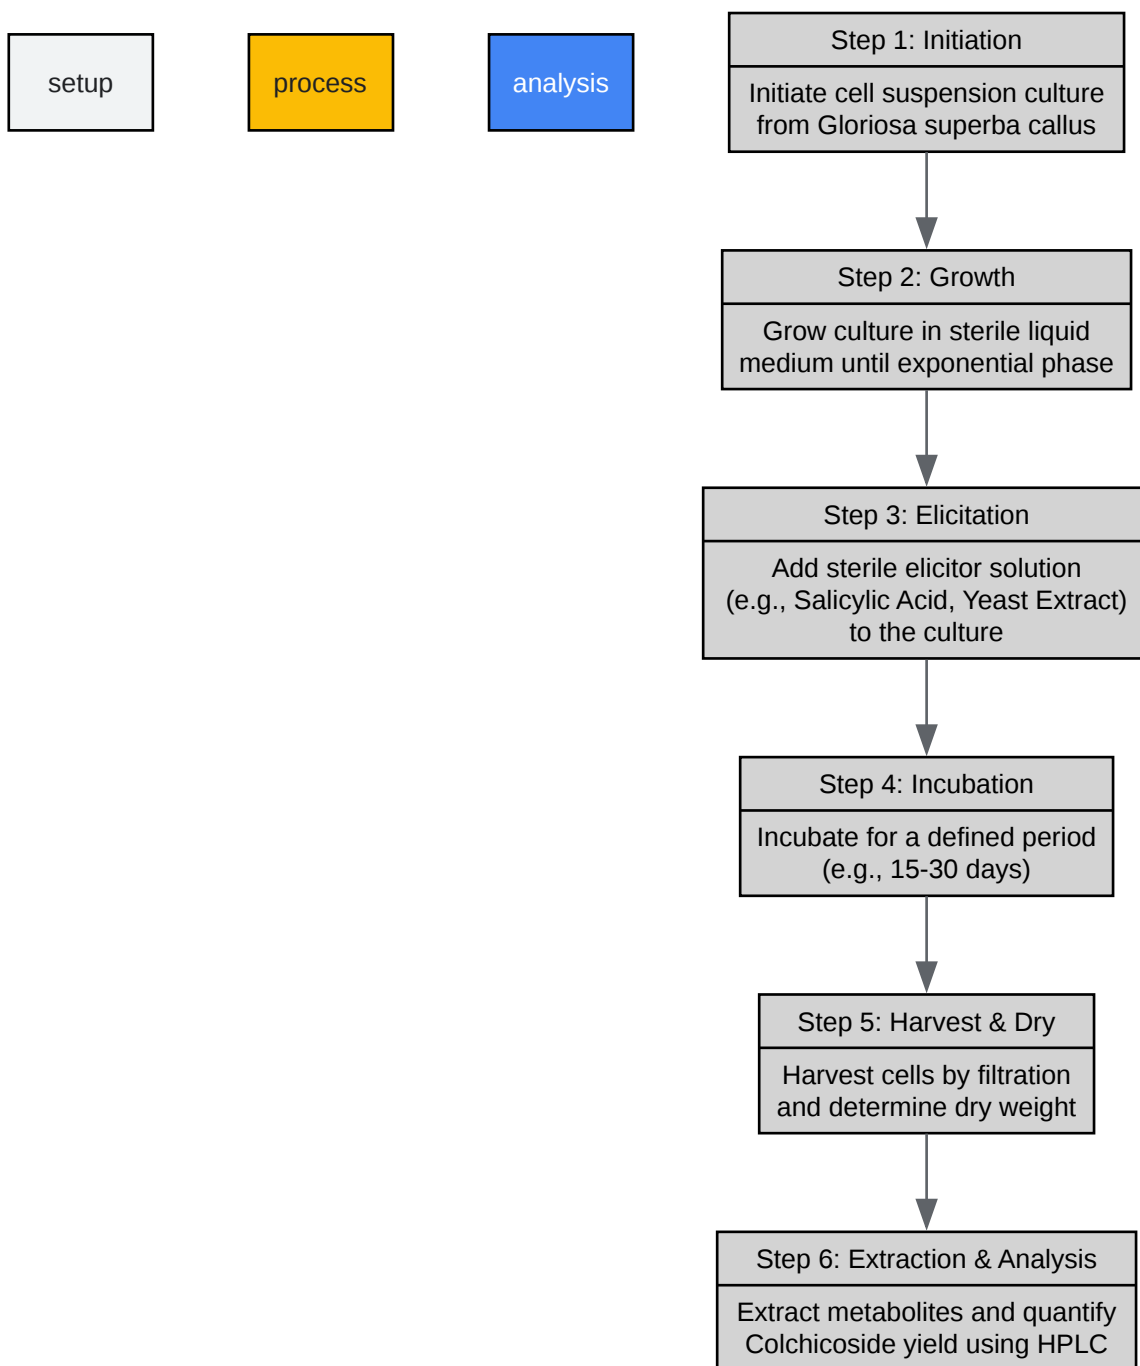 setup
process
analysis
Step 1: Initiation
Initiate cell suspension culture
from Gloriosa superba callus
Step 2: Growth
Grow culture in sterile liquid
medium until exponential phase
Step 3: Elicitation
Add sterile elicitor solution
(e.g., Salicylic Acid, Yeast Extract)
to the culture
Step 4: Incubation
Incubate for a defined period
(e.g., 15-30 days)
Step 5: Harvest & Dry
Harvest cells by filtration
and determine dry weight
Step 6: Extraction & Analysis
Extract metabolites and quantify
Colchicoside yield using HPLC